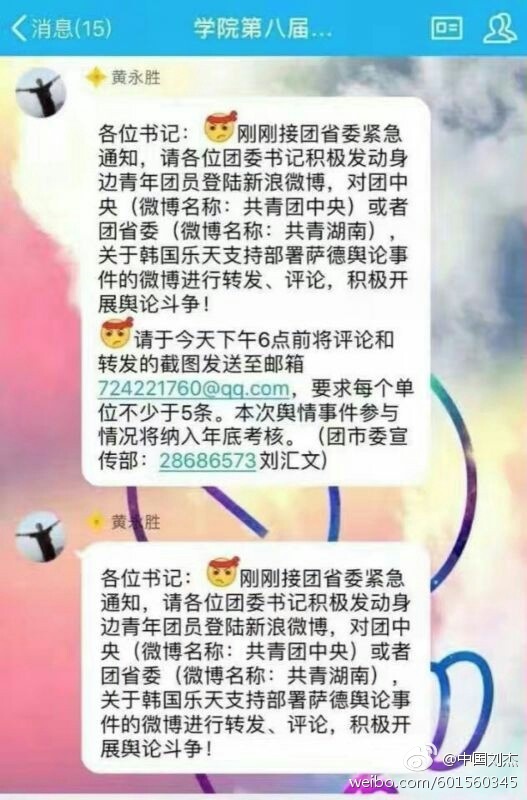 消息(15)
学院第八届...
黄永胜
各位书记：刚刚接团省委紧急
通知，请各位团委书记积极发动身
边青年团员登陆新浪微博，对团中
央（微博名称：共青团中央）或者
团省委（微博名称：共青湖南），
关于韩国乐天支持部署萨德舆论事
件的微博进行转发、评论，积极开
展舆论斗争！
请于今天下午6点前将评论和
转发的截图发送至邮箱
724221760@qq.com，要求每个单
位不少于5条。本次舆情事件参与
情况将纳入年底考核。（团市委宣
传部：28686573刘汇文）
黄永胜
各位书记：刚刚接团省委紧急
通知，请各位团委书记积极发动身
边青年团员登陆新浪微博，对团中
央（微博名称：共青团中央）或者
团省委（微博名称：共青湖南），
关于韩国乐天支持部署萨德舆论事
件的微博进行转发、评论，积极开
展舆论斗争！
@中国刘杰
weibo.com/601560345